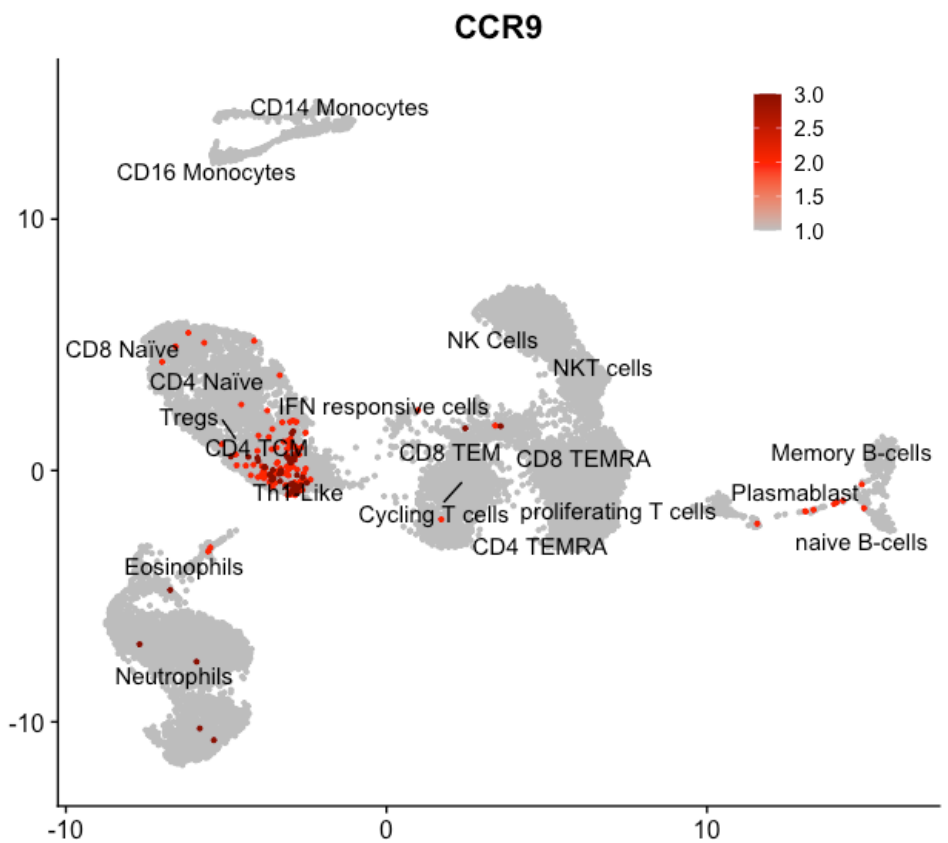 CCR9
CD14 Monocytes
CD16 Monocytes
3.0
2.5
2.0
1.5
1.0
10
0
-10
NK Cells
NKT cells
CD8 Naïve
CD4 Naïve
IFN responsive cells
Tregs
CD4 TCM
CD8 TEM
CD8 TEMRA
Memory B-cells
Th1 Like
Plasmablast
Cycling T cells
proliferating T cells
CD4 TEMRA
naive B-cells
Eosinophils
Neutrophils
-10
0
10